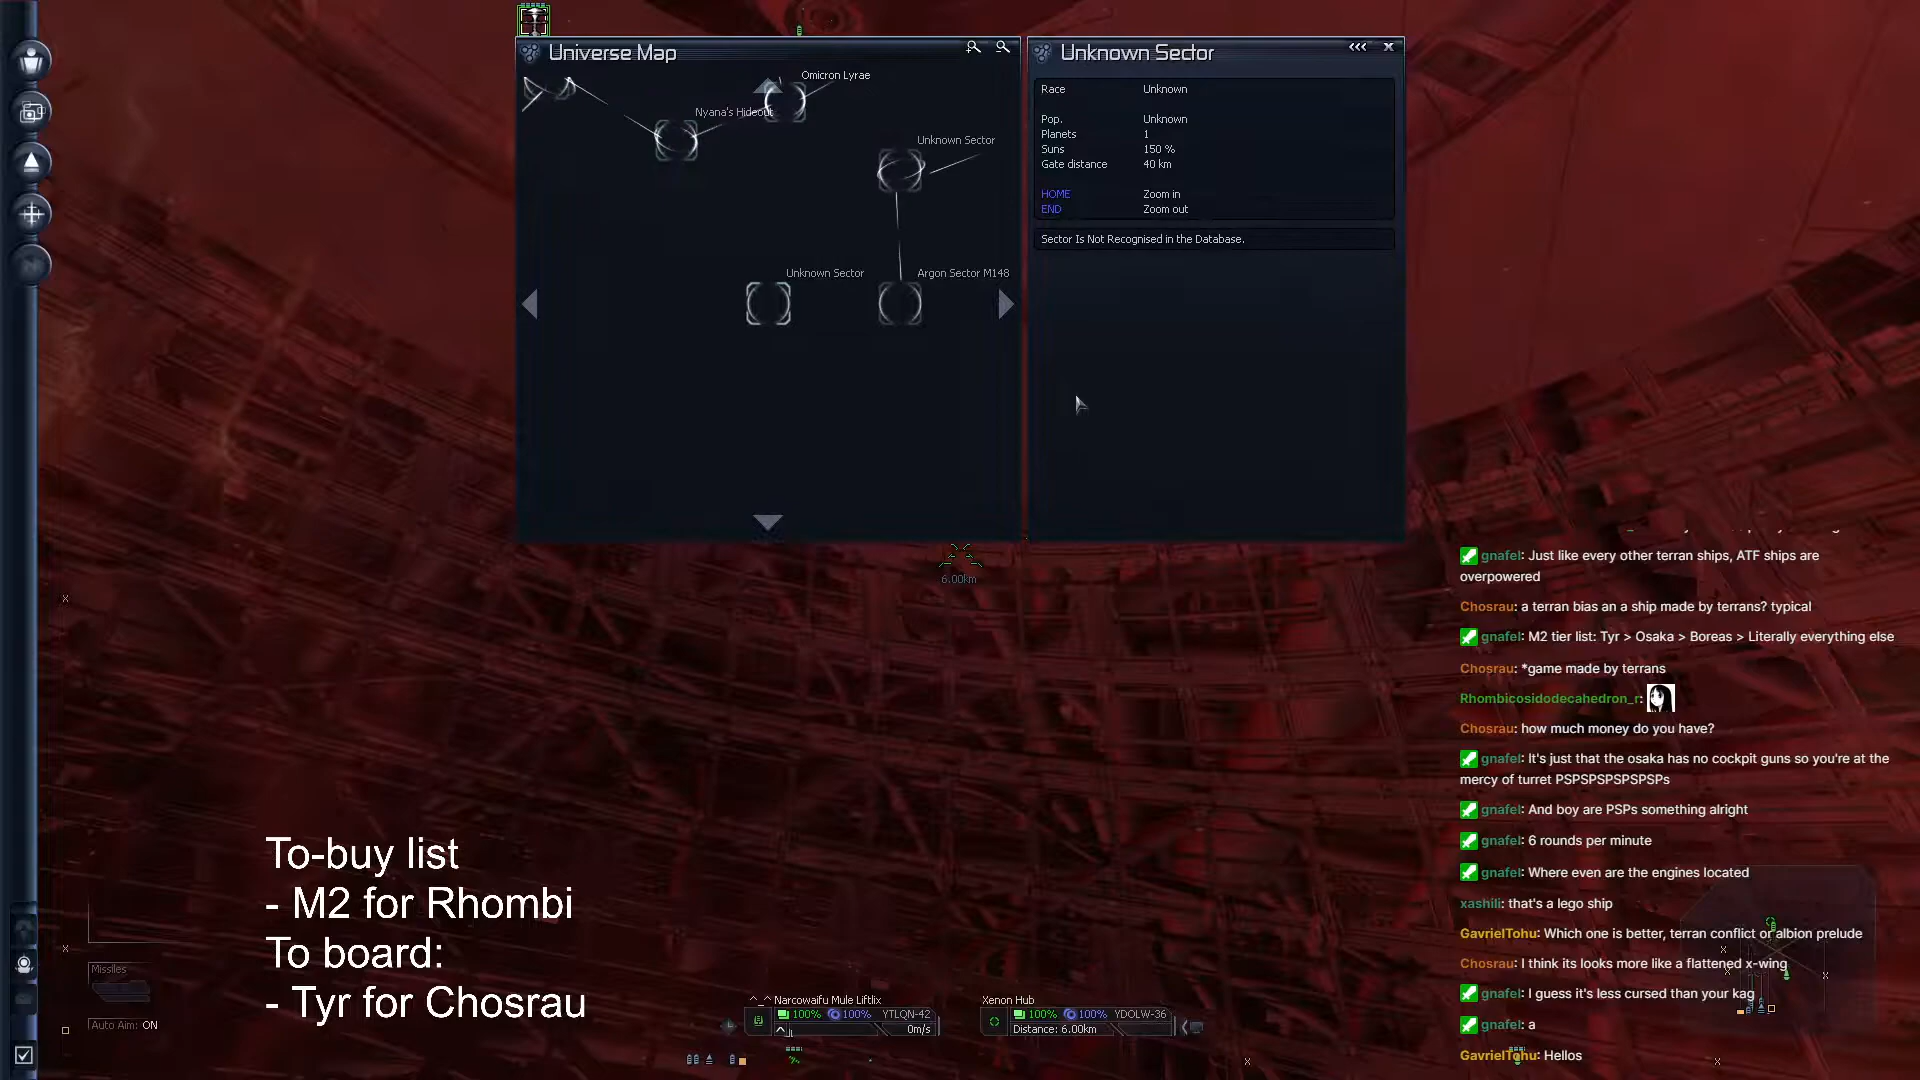 Universe Map
Omicron Lyrae
Nyana's Hideout
Unknown Sector
Unknown Sector
Argon Sector M148
Unknown Sector
Race Unknown
Pop. Unknown
Planets 1
Suns 150 %
Gate distance 40 km
HOME Zoom in
END Zoom out
Sector Is Not Recognised in the Database.
6.00km
gnafel: Just like every other terran ships, ATF ships are
overpowered
Chosrau: a terran bias an a ship made by terrans? typical
gnafel: M2 tier list: Tyr > Osaka > Boreas > Literally everything else
Chosrau: *game made by terrans
Rhombicosidodecahedron_r:
Chosrau: how much money do you have?
gnafel: It's just that the osaka has no cockpit guns so you're at the
mercy of turret PSPSPSPSPSPSPs
gnafel: And boy are PSPs something alright
gnafel: 6 rounds per minute
gnafel: Where even are the engines located
xashili: that's a lego ship
GavrielTohu: Which one is better, terran conflict or albion prelude
Chosrau: I think its looks more like a flattened x-wing
gnafel: I guess it's less cursed than your kag
gnafel: a
GavrielTohu: Hellos
To-buy list
- M2 for Rhombi
To board:
- Tyr for Chosrau
Missiles
Auto Aim: ON
^_^ Narcowaifu Mule Liftlix
100% 100% YTLQN-42
0m/s
Xenon Hub
100% 100% YDOLW-36
Distance: 6.00km